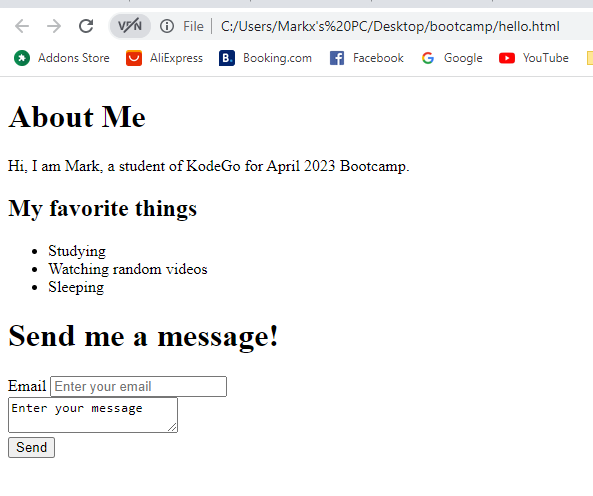 VPN File C:/Users/Markx's%20PC/Desktop/bootcamp/hello.html
Addons Store AliExpress B. Booking.com Facebook G Google YouTube
About Me
Hi, I am Mark, a student of KodeGo for April 2023 Bootcamp.
My favorite things
Studying
Watching random videos
Sleeping
Send me a message!
Email Enter your email
Enter your message
Send